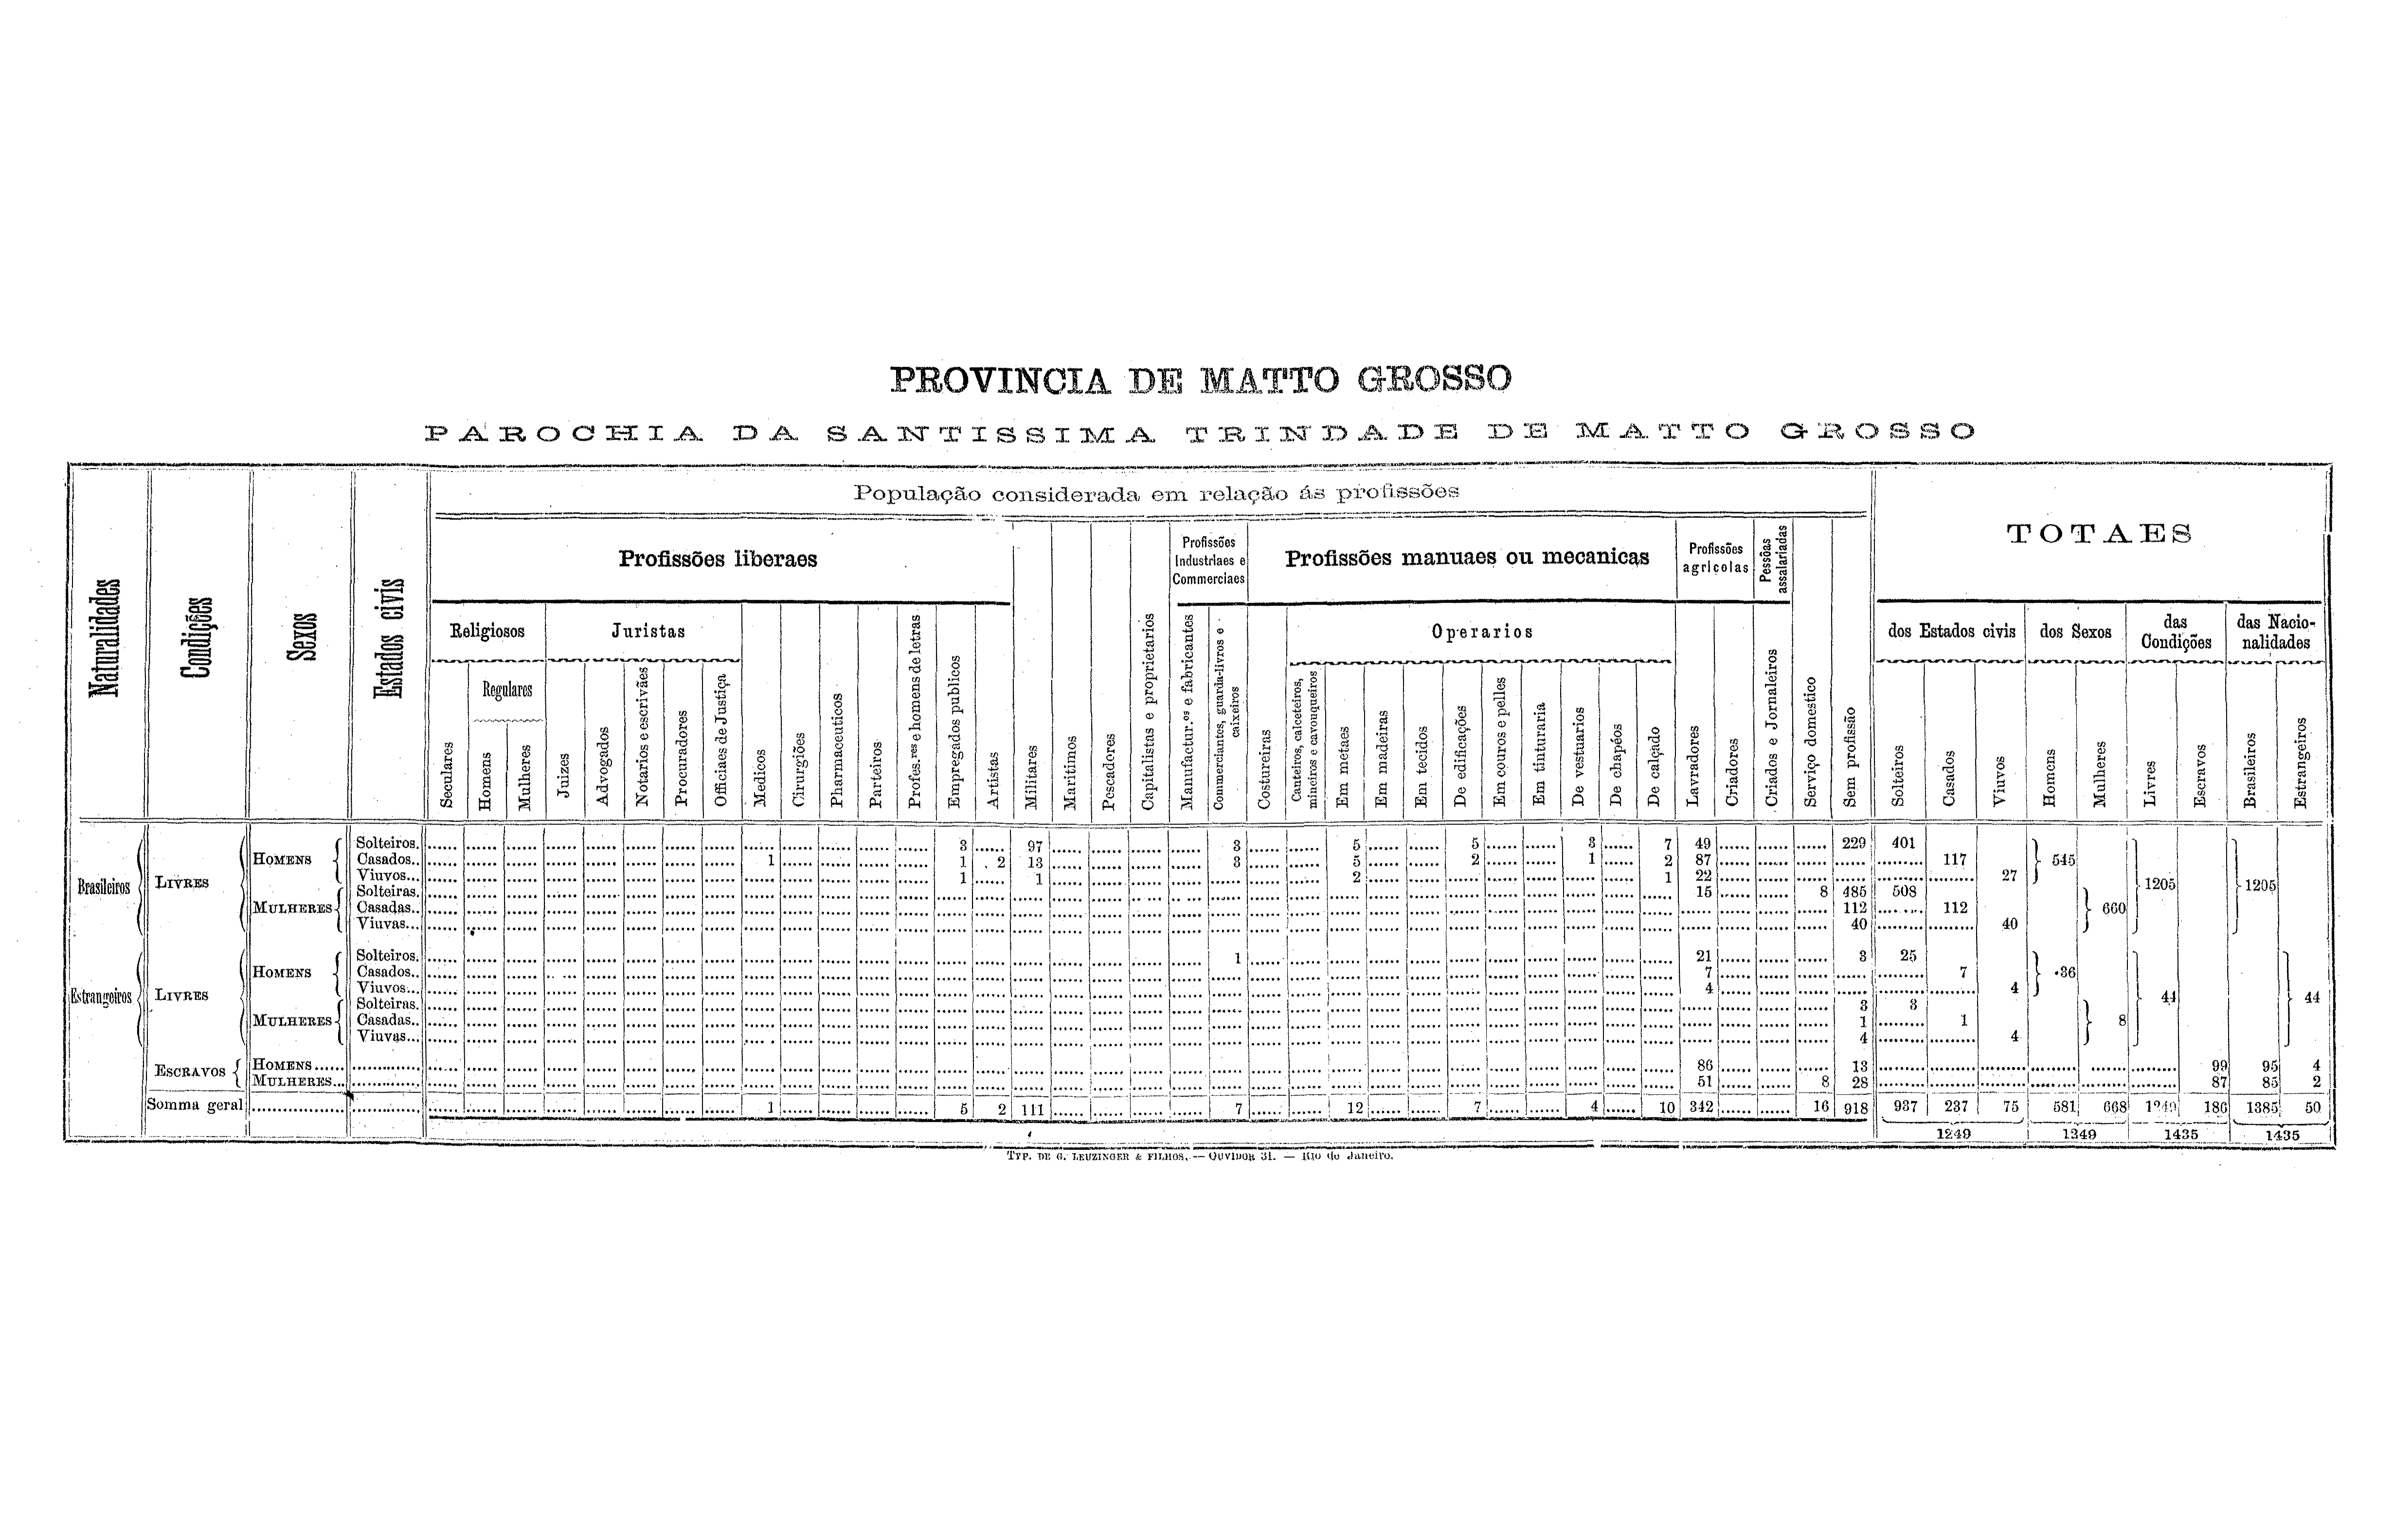 PROVINCIA DE MATTO GROSSO
PAROCHIA DA SANTISSIMA TRINDADE DE MATTO GROSSO
Naturalidades
Condições
Sexos
Estados civis
População considerada em relação ás profissões
TOTAES
Profissões liberaes
Profissões Industriaes e Commerciaes
Profissões manuaes ou mecanicas
Profissões agricolas
Pessôas assalariadas
Religiosos
Juristas
Operarios
dos Estados civis
dos Sexos
das Condições
das Nacionalidades
Regulares
Seculares
Homens
Mulheres
Juizes
Advogados
Notarios e escrivães
Procuradores
Officiaes de Justiça
Medicos
Cirurgiões
Pharmaceuticos
Parteiros
Profes.res e homens de letras
Empregados publicos
Artistas
Militares
Maritimos
Pescadores
Capitalistas e proprietarios
Manufactur.os e fabricantes
Commerciantes, guarda-livros e caixeiros
Costureiras
Canteiros, calceteiros, mineiros e cavouqueiros
Em metaes
Em madeiras
Em tecidos
De edificações
Em couros e pelles
Em tinturaria
De vestuarios
De chapéos
De calçado
Lavradores
Criadores
Criados e Jornaleiros
Serviço domestico
Sem profissão
Solteiros
Casados
Viuvos
Homens
Mulheres
Livres
Escravos
Brasileiros
Estrangeiros
Brasileiros LIVRES HOMENS Solteiros. 3 97 3 5 5 3 7 49 229 401
Casados.. 1 1 2 13 3 5 2 1 2 87 117 545
Viuvos... 1 1 2 1 22 27
1205 1205
MULHERES Solteiras. 15 8 485 508
Casadas.. 112 112 660
Viuvas... 40 40
Estrangeiros LIVRES HOMENS Solteiros. 1 21 3 25
Casados.. 7 7 36
Viuvos... 4 4
44 44
MULHERES Solteiras. 3 3
Casadas.. 1 1 8
Viuvas... 4 4
ESCRAVOS HOMENS...... 86 13 99 95 4
MULHERES... 51 8 28 87 85 2
Somma geral 1 5 2 111 7 12 7 4 10 342 16 918 937 237 75 581 668 1249 186 1385 50
1249 1249 1435 1435
TYP. DE G. LEUZINGER & FILHOS, — OUVIDOR 31. — Rio de Janeiro.